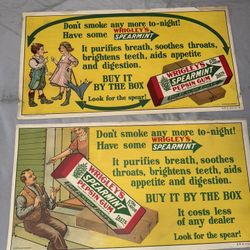 Don't smoke any more to-night!
Have some WRIGLEY'S SPEARMINT
It purifies breath, soothes throats,
brightens teeth, aids appetite
and digestion.
BUY IT
BY THE BOX
Look for the spear!
WRIGLEY'S
SPEARMINT
PEPSIN GUM
Don't smoke any more to-night!
Have some WRIGLEY'S SPEARMINT
It purifies breath, soothes
throats, brightens teeth, aids
appetite and digestion.
BUY IT BY THE BOX
It costs less
of any dealer
Look for the spear!
WRIGLEY'S
SPEARMINT
PEPSIN GUM